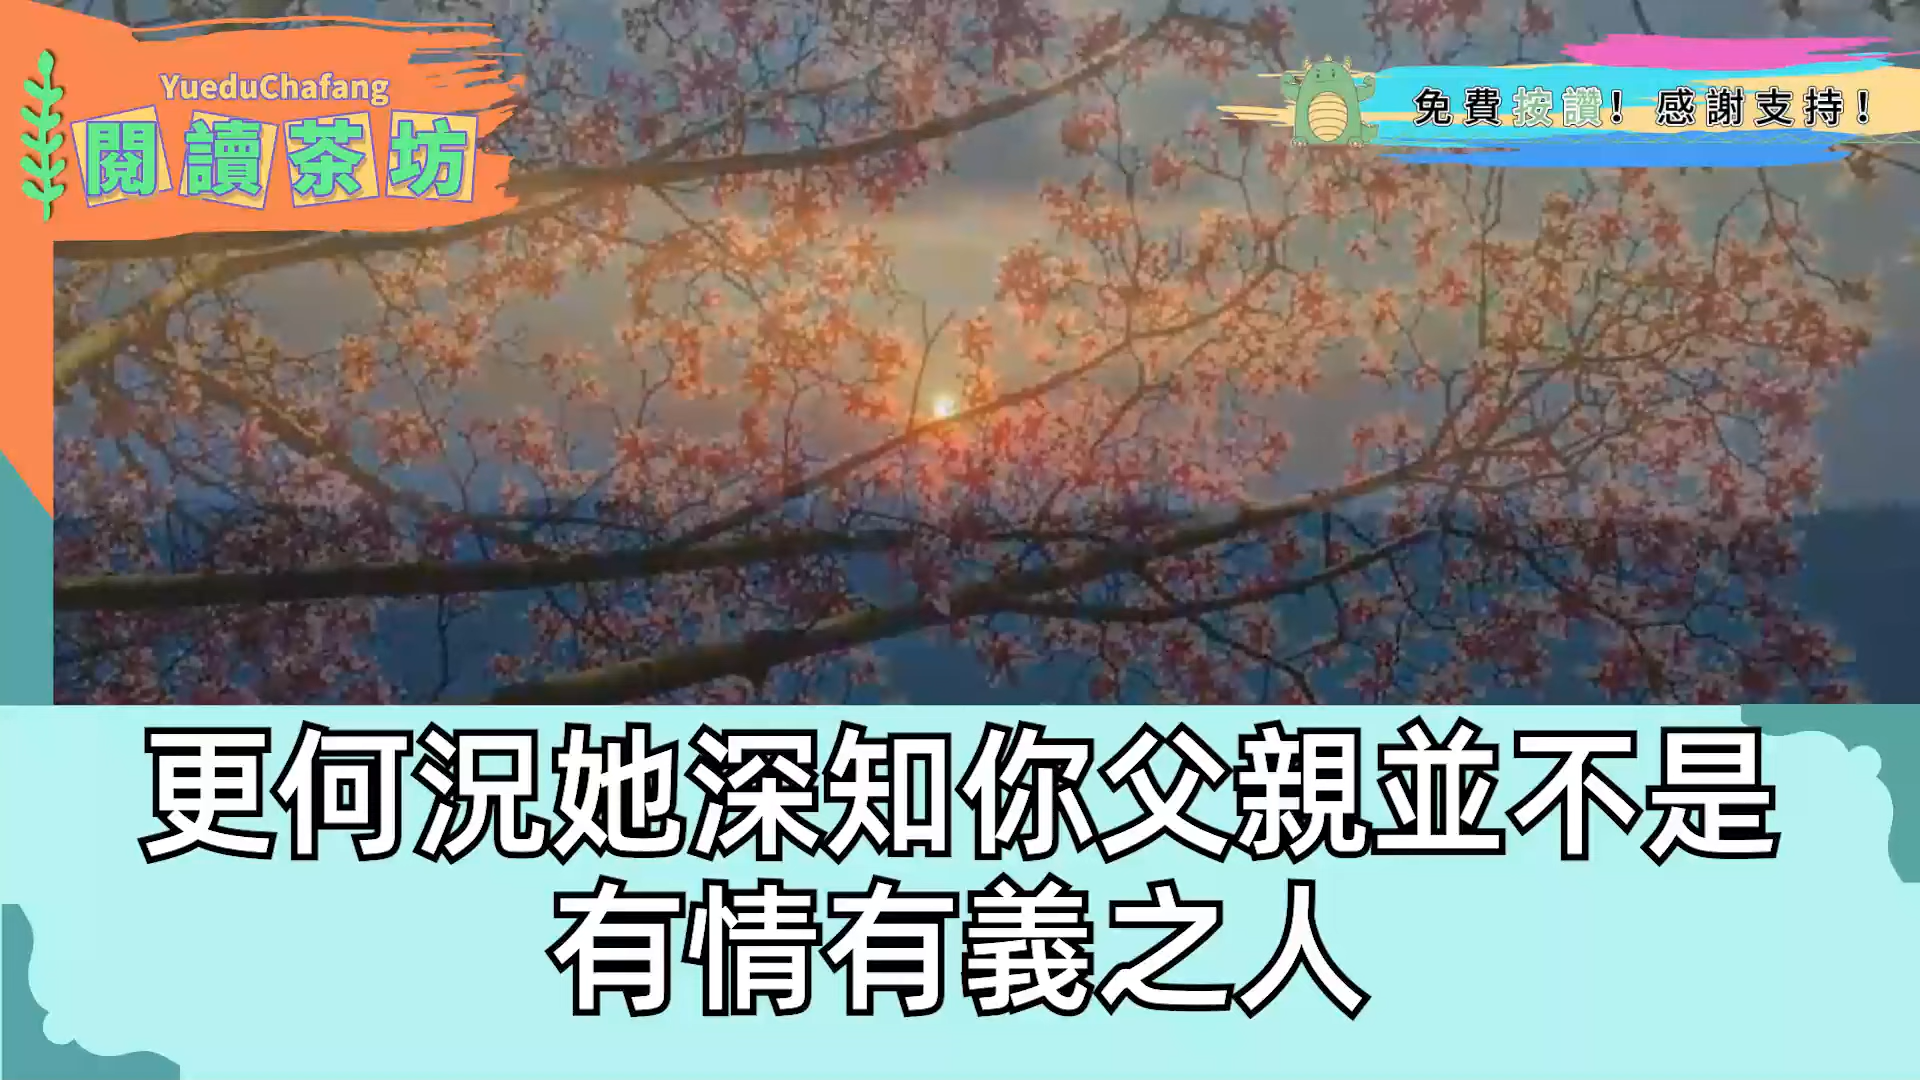 YueduChafang
閱讀茶坊
免費按讚！感謝支持！
更何況她深知你父親並不是
有情有義之人